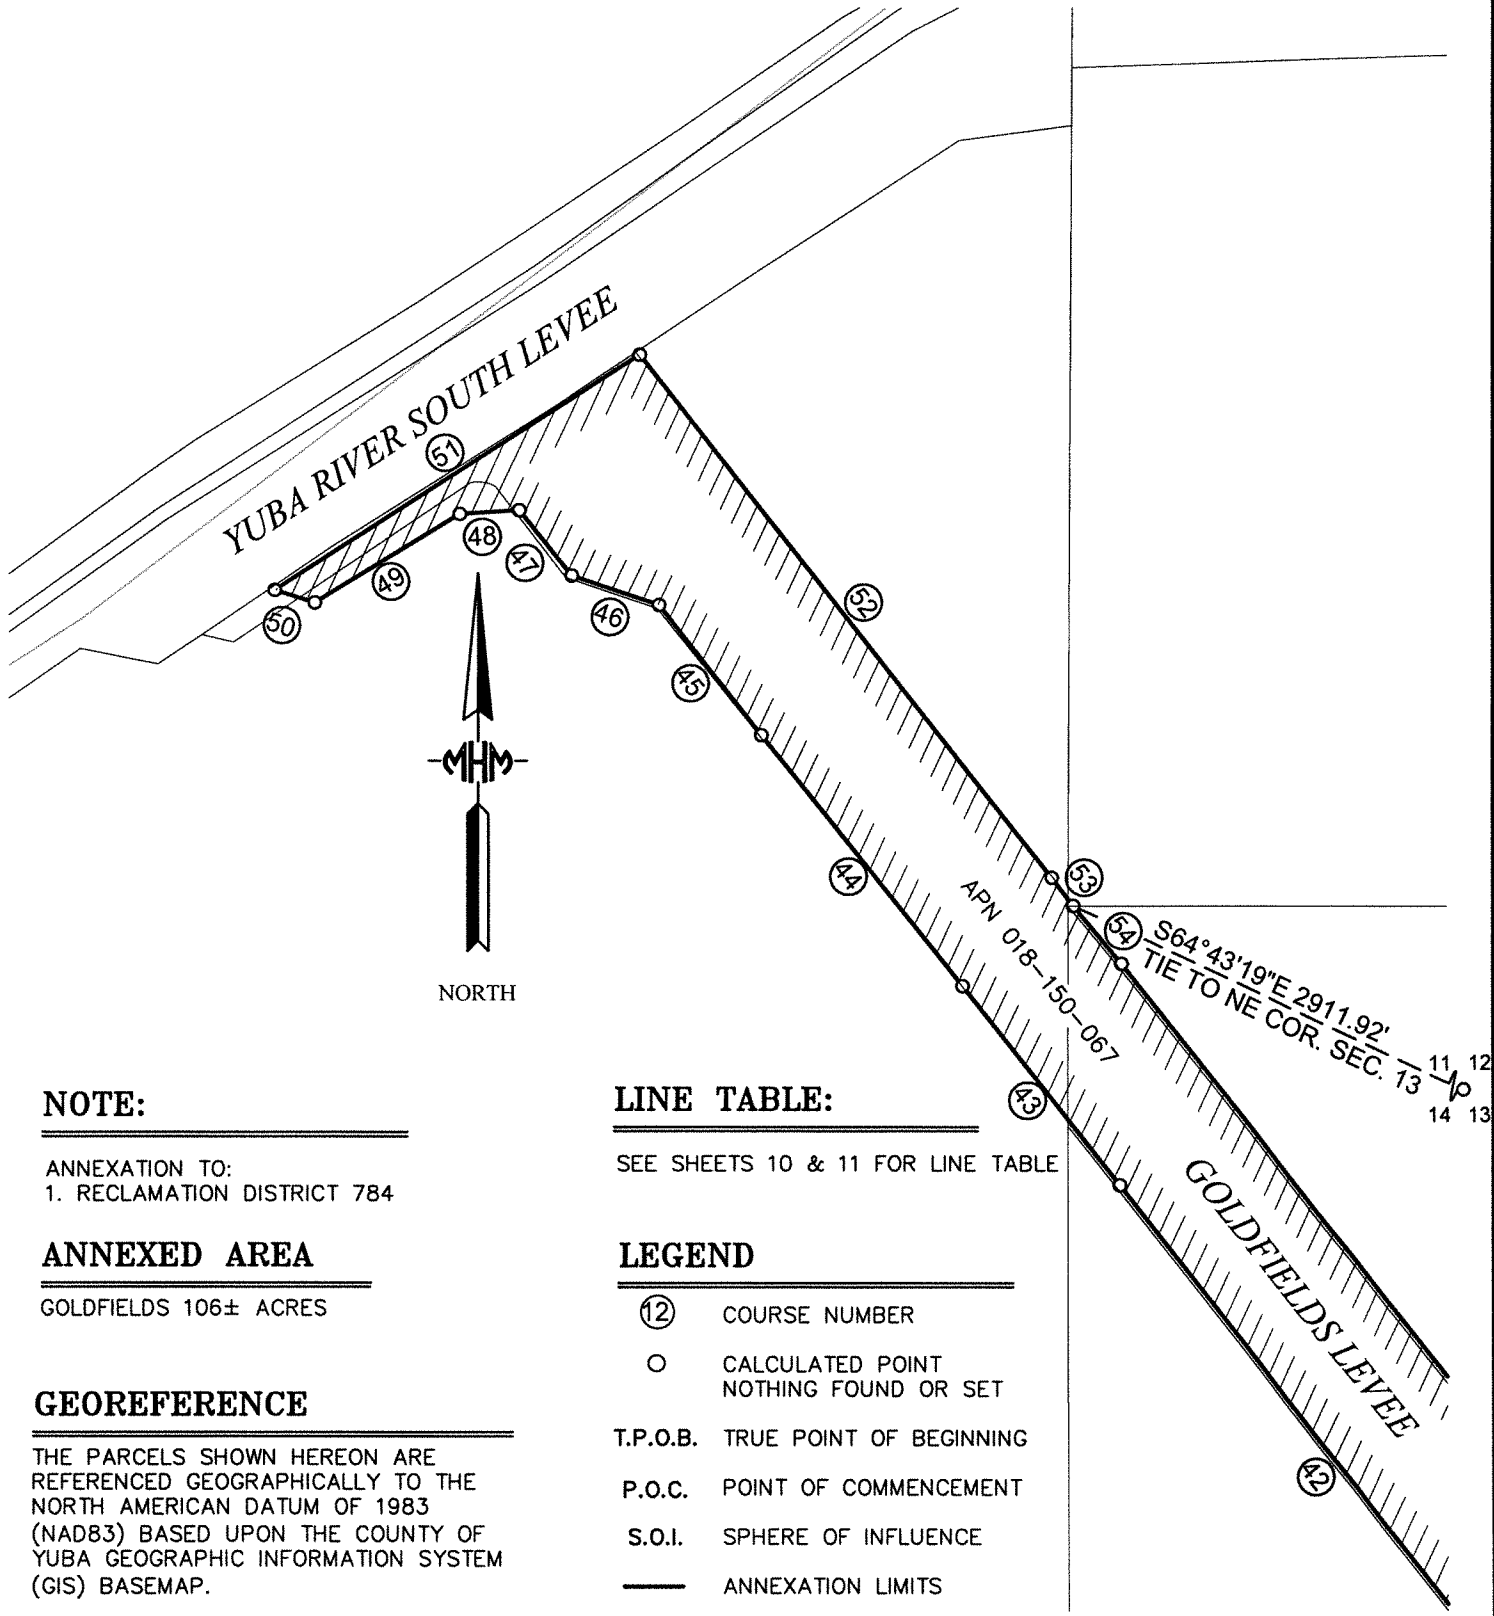 YUBA RIVER SOUTH LEVEE
51
52
48
47
49
46
50
45
MHM
53
44
54
S64°43'19"E 2911.92'
TIE TO NE COR. SEC. 13
APN 018-150-067
NORTH
11 12
14 13
43
GOLDFIELDS LEVEE
42
NOTE:
ANNEXATION TO:
1. RECLAMATION DISTRICT 784
ANNEXED AREA
GOLDFIELDS 106± ACRES
GEOREFERENCE
THE PARCELS SHOWN HEREON ARE
REFERENCED GEOGRAPHICALLY TO THE
NORTH AMERICAN DATUM OF 1983
(NAD83) BASED UPON THE COUNTY OF
YUBA GEOGRAPHIC INFORMATION SYSTEM
(GIS) BASEMAP.
LINE TABLE:
SEE SHEETS 10 & 11 FOR LINE TABLE
LEGEND
12 COURSE NUMBER
CALCULATED POINT
NOTHING FOUND OR SET
T.P.O.B. TRUE POINT OF BEGINNING
P.O.C. POINT OF COMMENCEMENT
S.O.I. SPHERE OF INFLUENCE
ANNEXATION LIMITS